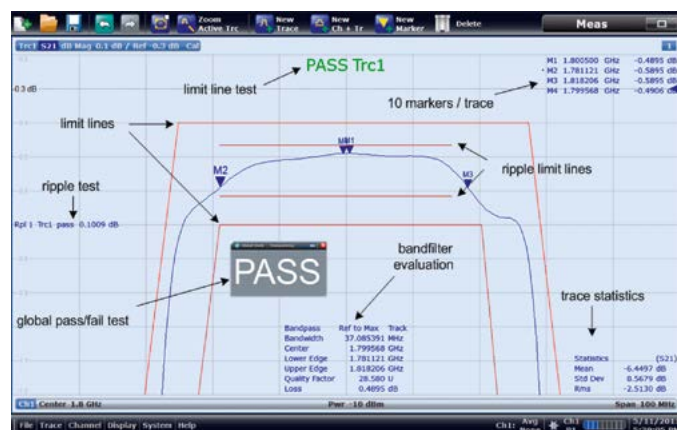 Zoom Active Trc
New Trace
New Ch + Tr
New Marker
Delete
Meas
Trc1 S21 dB Mag 0.1 dB / Ref -0.3 dB Cal
1
PASS Trc1
M1 1.800500 GHz -0.4895 dB
M2 1.781121 GHz -0.5895 dB
M3 1.818206 GHz -0.5895 dB
M4 1.799568 GHz -0.4906 dB
-0.3 dB
limit line test
10 markers / trace
limit lines
M1
M2
M3
ripple limit lines
ripple test
Rpl 1 Trc1 pass 0.1009 dB
PASS
bandfilter evaluation
global pass/fail test
trace statistics
Bandpass Ref to Max Track
Bandwidth 37.085391 MHz
Center 1.799568 GHz
Lower Edge 1.781121 GHz
Upper Edge 1.818206 GHz
Quality Factor 28.580 U
Loss 0.4895 dB
Statistics (S21)
Mean -6.4497 dB
Std Dev 8.5679 dB
Rms -2.5130 dB
Ch1 Center 1.8 GHz
Pwr -10 dBm
Span 100 MHz
File Trace Channel Display System Help
Ch1: Avg
Ch1